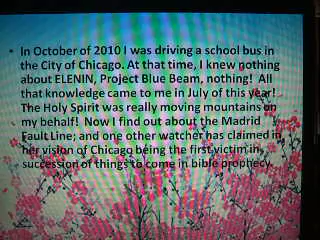 • In October of 2010 I was driving a school bus in
the City of Chicago. At that time, I knew nothing
about ELENIN, Project Blue Beam, nothing!  All
that knowledge came to me in July of this year!
The Holy Spirit was really moving mountains on
my behalf!  Now I find out about the Madrid
Fault Line; and one other watcher has claimed in
her vision of Chicago being the first victim in
succession of things to come in bible prophecy.